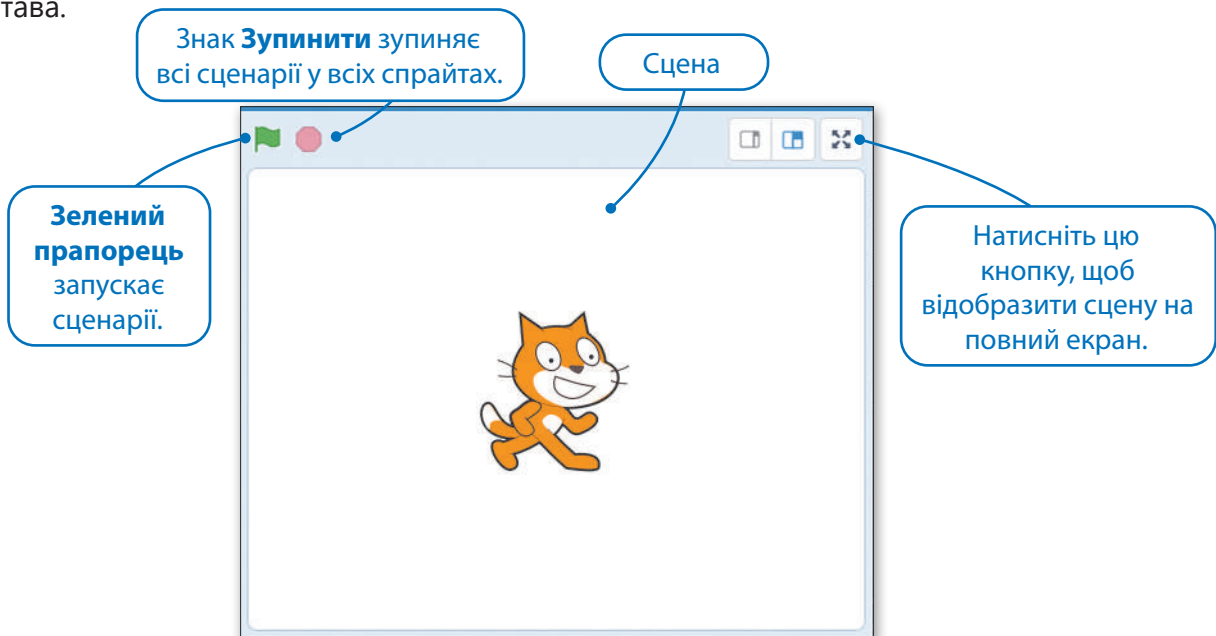 тава.
Знак Зупинити зупиняє
всі сценарії у всіх спрайтах.
Сцена
Зелений
прапорець
запускає
сценарії.
Натисніть цю
кнопку, щоб
відобразити сцену на
повний екран.